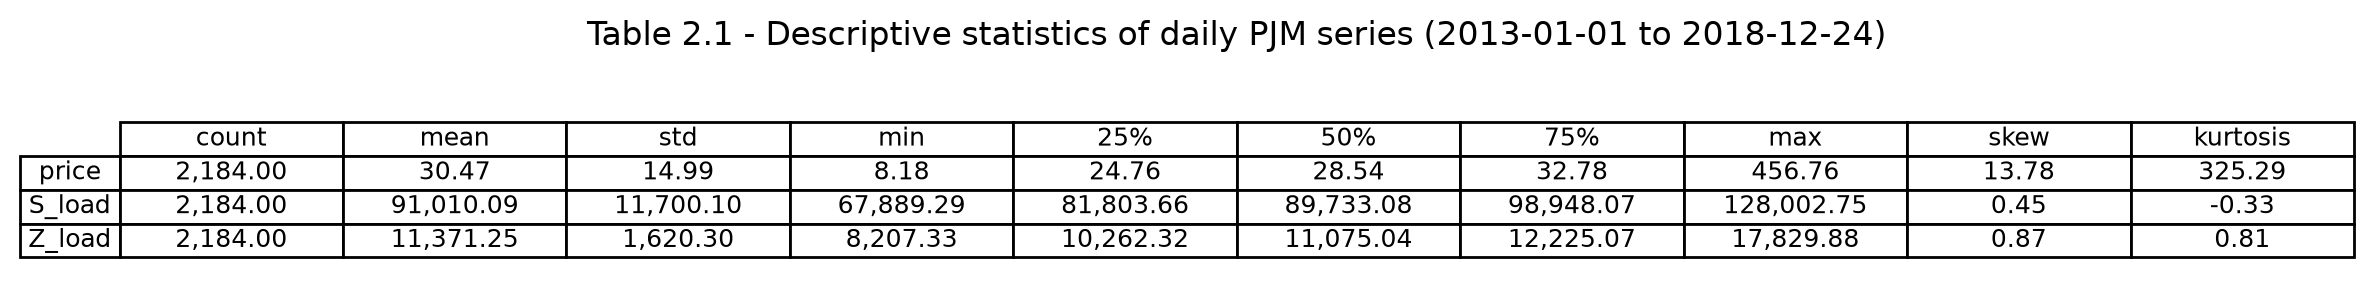 Table 2.1 - Descriptive statistics of daily PJM series (2013-01-01 to 2018-12-24)
count mean std min 25% 50% 75% max skew kurtosis
price 2,184.00 30.47 14.99 8.18 24.76 28.54 32.78 456.76 13.78 325.29
S_load 2,184.00 91,010.09 11,700.10 67,889.29 81,803.66 89,733.08 98,948.07 128,002.75 0.45 -0.33
Z_load 2,184.00 11,371.25 1,620.30 8,207.33 10,262.32 11,075.04 12,225.07 17,829.88 0.87 0.81